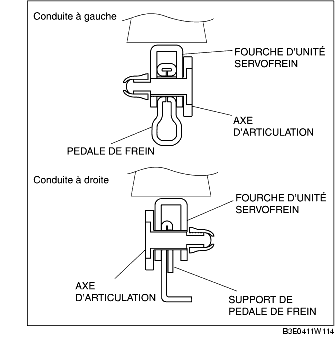 Conduite à gauche
FOURCHE D'UNITÉ
SERVOFREIN
AXE
D'ARTICULATION
PEDALE DE FREIN
Conduite à droite
FOURCHE D'UNITÉ
SERVOFREIN
AXE
D'ARTICULATION
SUPPORT DE
PEDALE DE FREIN
B3E0411W114